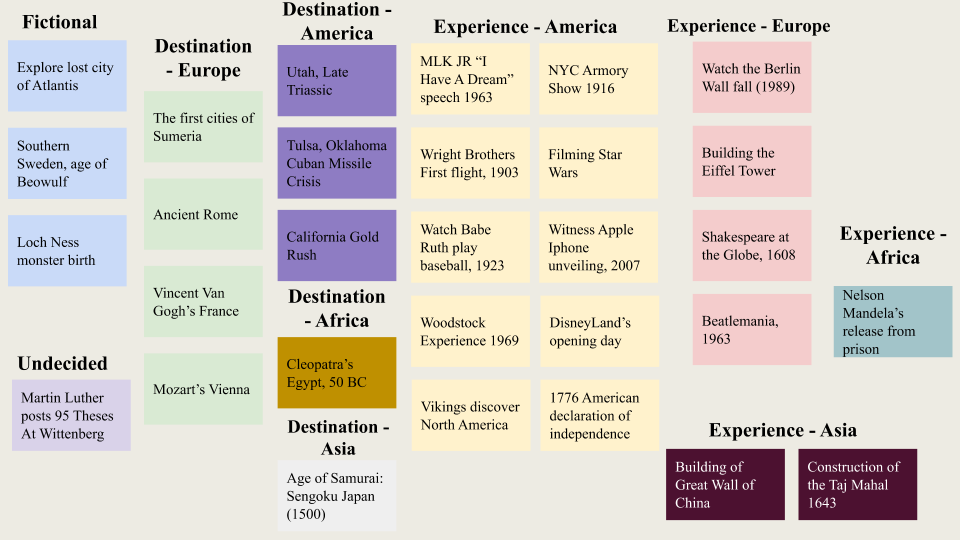 Fictional
Explore lost city
of Atlantis
Southern
Sweden, age of
Beowulf
Loch Ness
monster birth
Undecided
Martin Luther
posts 95 Theses
At Wittenberg
Destination
- Europe
The first cities of
Sumeria
Ancient Rome
Vincent Van
Gogh’s France
Mozart’s Vienna
Destination -
America
Utah, Late
Triassic
Tulsa, Oklahoma
Cuban Missile
Crisis
California Gold
Rush
Destination
- Africa
Cleopatra’s
Egypt, 50 BC
Destination -
Asia
Age of Samurai:
Sengoku Japan
(1500)
Experience - America
MLK JR “I
Have A Dream”
speech 1963
NYC Armory
Show 1916
Wright Brothers
First flight, 1903
Filming Star
Wars
Watch Babe
Ruth play
baseball, 1923
Witness Apple
Iphone
unveiling, 2007
Woodstock
Experience 1969
DisneyLand’s
opening day
Vikings discover
North America
1776 American
declaration of
independence
Experience - Europe
Watch the Berlin
Wall fall (1989)
Building the
Eiffel Tower
Shakespeare at
the Globe, 1608
Beatlemania,
1963
Experience -
Africa
Nelson
Mandela’s
release from
prison
Experience - Asia
Building of
Great Wall of
China
Construction of
the Taj Mahal
1643